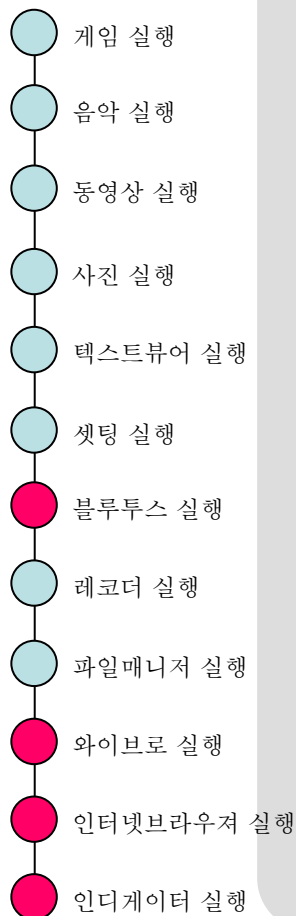 게임 실행
음악 실행
동영상 실행
사진 실행
텍스트뷰어 실행
셋팅 실행
블루투스 실행
레코더 실행
파일매니저 실행
와이브로 실행
인터넷브라우져 실행
인디게이터 실행